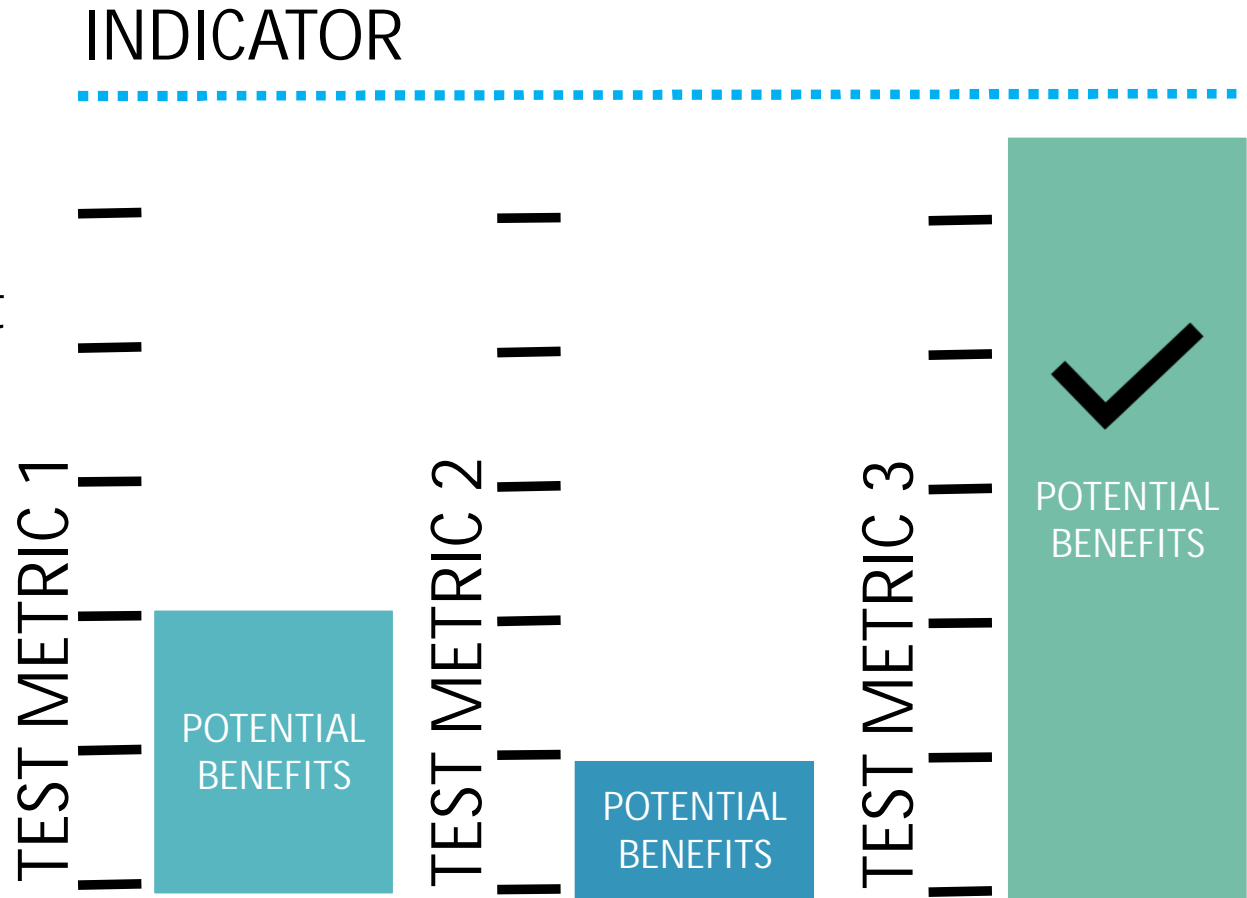 INDICATOR
TEST METRIC 1
POTENTIAL
BENEFITS
TEST METRIC 2
POTENTIAL
BENEFITS
TEST METRIC 3
POTENTIAL
BENEFITS